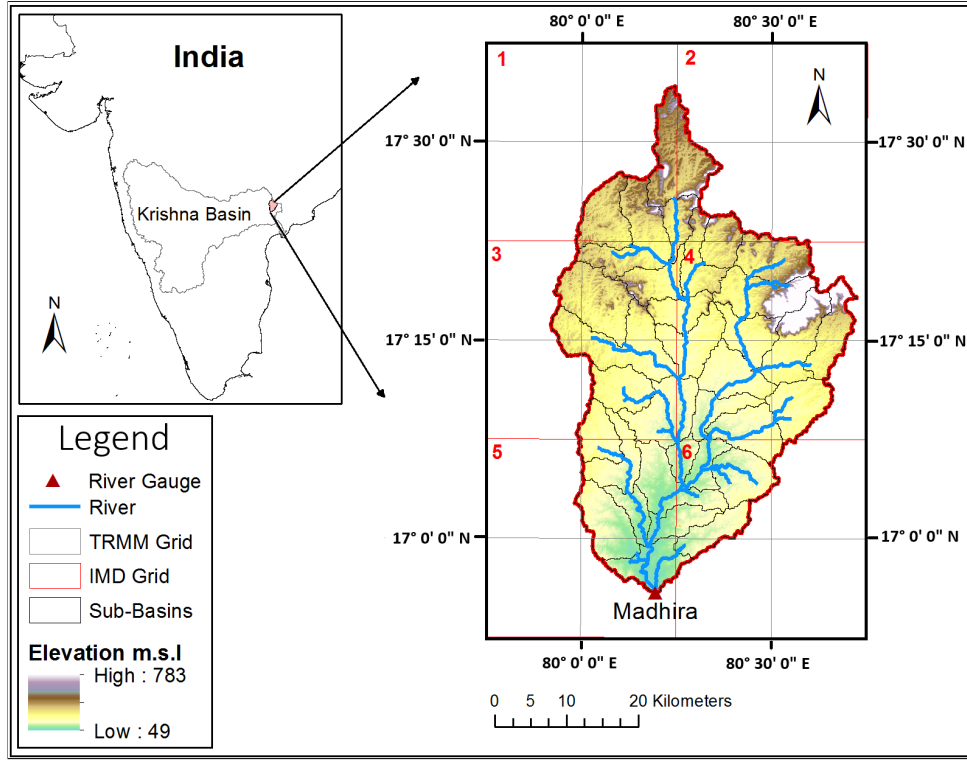 India
Krishna Basin
N
Legend
River Gauge
River
TRMM Grid
IMD Grid
Sub-Basins
Elevation m.s.l
High : 783
Low : 49
80° 0' 0" E
80° 30' 0" E
1
2
N
17° 30' 0" N
17° 30' 0" N
3
4
17° 15' 0" N
17° 15' 0" N
5
6
17° 0' 0" N
17° 0' 0" N
Madhira
80° 0' 0" E
80° 30' 0" E
0 5 10 20 Kilometers